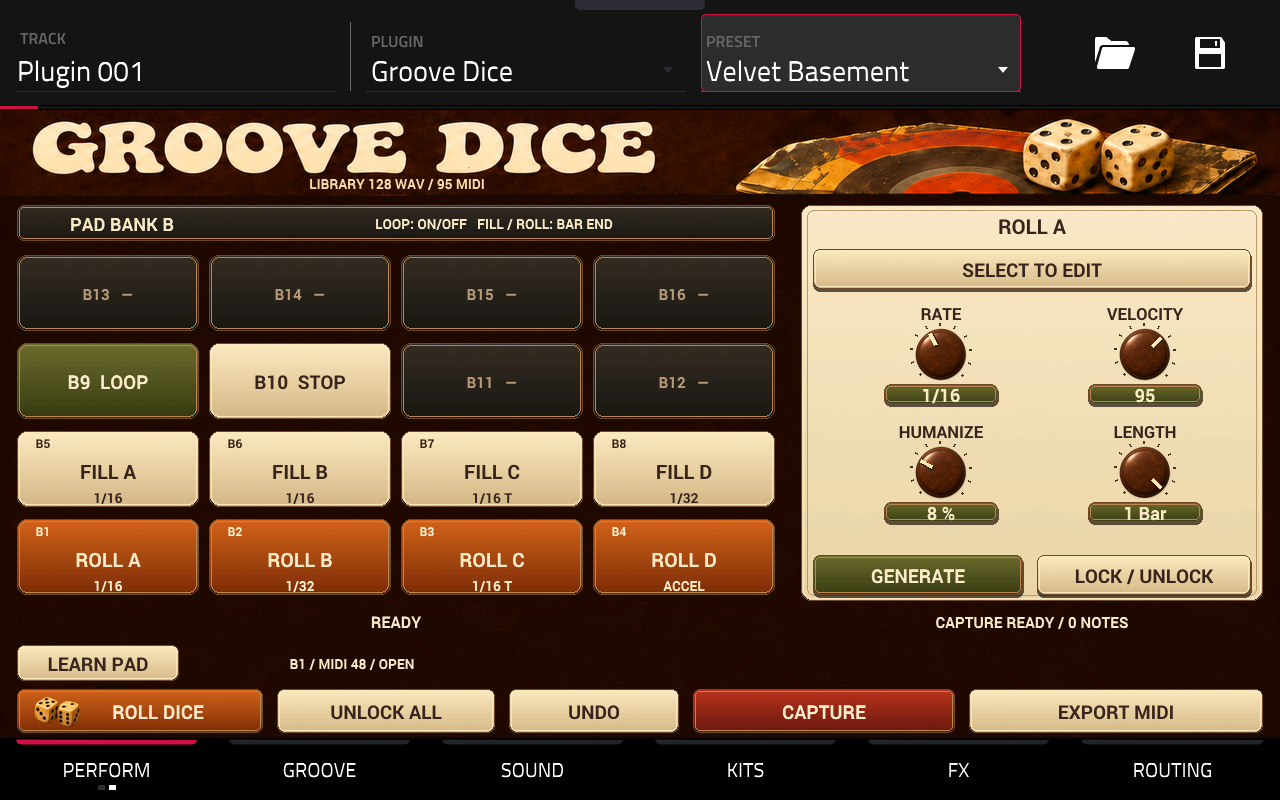 TRACK
Plugin 001
PLUGIN
Groove Dice
PRESET
Velvet Basement
GROOVE DICE
LIBRARY 128 WAV / 95 MIDI
PAD BANK B
LOOP: ON/OFF FILL / ROLL: BAR END
B13 –
B14 –
B15 –
B16 –
B9 LOOP
B10 STOP
B11 –
B12 –
B5
FILL A
1/16
B6
FILL B
1/16
B7
FILL C
1/16 T
B8
FILL D
1/32
B1
ROLL A
1/16
B2
ROLL B
1/32
B3
ROLL C
1/16 T
B4
ROLL D
ACCEL
READY
ROLL A
SELECT TO EDIT
RATE
1/16
VELOCITY
95
HUMANIZE
8 %
LENGTH
1 Bar
GENERATE
LOCK / UNLOCK
CAPTURE READY / 0 NOTES
LEARN PAD
B1 / MIDI 48 / OPEN
ROLL DICE
UNLOCK ALL
UNDO
CAPTURE
EXPORT MIDI
PERFORM
GROOVE
SOUND
KITS
FX
ROUTING